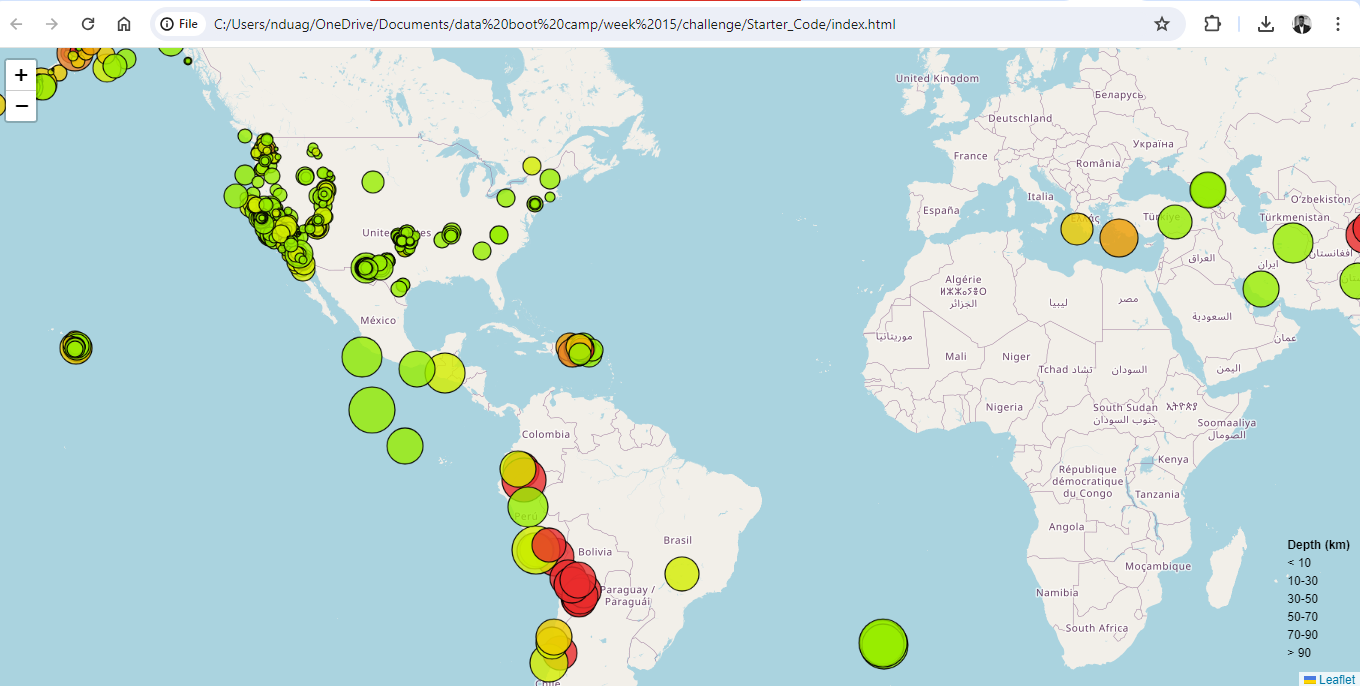 File
C:/Users/nduag/OneDrive/Documents/data%20boot%20camp/week%2015/challenge/Starter_Code/index.html
+
−
United Kingdom
Беларусь
Deutschland
Україна
France
România
Italia
España
Türkiye
Oʻzbekiston
Türkmenistan
العراق
ایران
افغانستان
México
Algérie
ⵍⵣⵣⴰⵢⴻⵔ
الجزائر
ليبيا
مصر
السعودية
عمان
موريتانيا
اليمن
Mali
Niger
Tchad تشاد
السودان
Nigeria
South Sudan
جنوب السودان
ኢትዮጵያ
Soomaaliya
الصومال
Colombia
Kenya
République
démocratique
du Congo
Tanzania
Perú
Angola
Brasil
Bolivia
Moçambique
Paraguay /
Paraguái
Namibia
South Africa
Chile
Depth (km)
< 10
10-30
30-50
50-70
70-90
> 90
Leaflet